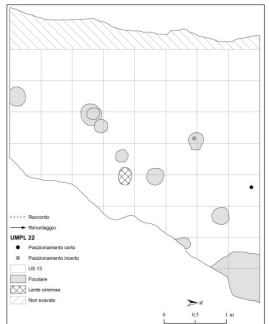 Raccordo
Rimontaggio
UMPL 22
Posizionamento certo
Posizionamento incerto
US 13
Focolare
Lente cinerosa
Non scavato
z
0 0,5 1 m